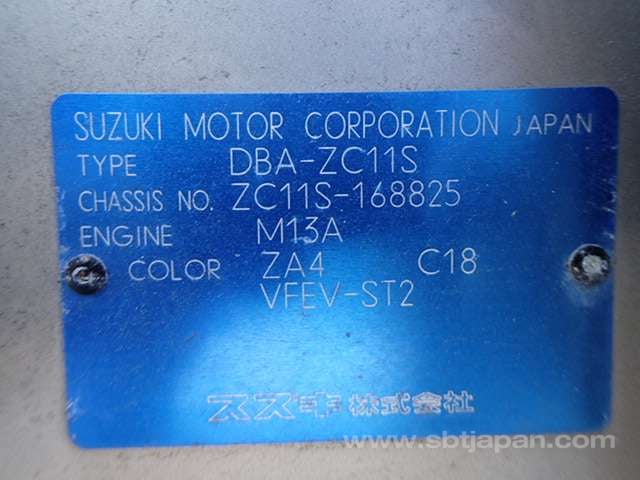 SUZUKI MOTOR CORPORATION JAPAN
TYPE DBA-ZC11S
CHASSIS NO. ZC11S-168825
ENGINE M13A
COLOR ZA4 C18
VFEV-ST2
スズキ株式会社
www.sbtjapan.com